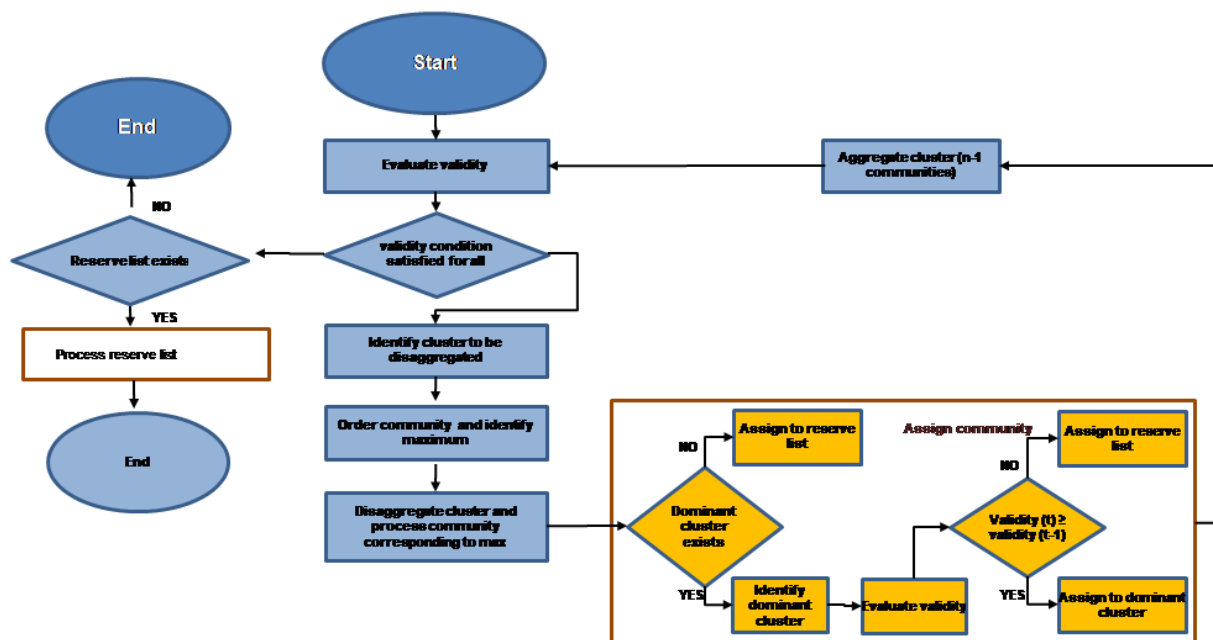 Start
End
Evaluate validity
Aggregate cluster (n-1
communities)
NO
Reserve list exists
validity condition
satisfied for all
YES
Process reserve list
Identify cluster to be
disaggregated
End
Order community and identify
maximum
Disaggregate cluster and
process community
corresponding to max
Assign to reserve
list
Assign community
Assign to reserve
list
NO
NO
Dominant
cluster
exists
Validity (t) ≥
validity (t-1)
YES
Identify
dominant
cluster
Evaluate validity
YES
Assign to dominant
cluster